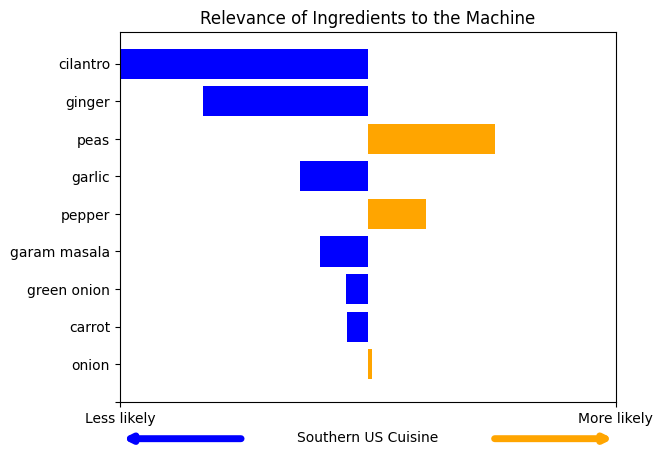 Relevance of Ingredients to the Machine
cilantro
ginger
peas
garlic
pepper
garam masala
green onion
carrot
onion
Less likely
More likely
Southern US Cuisine